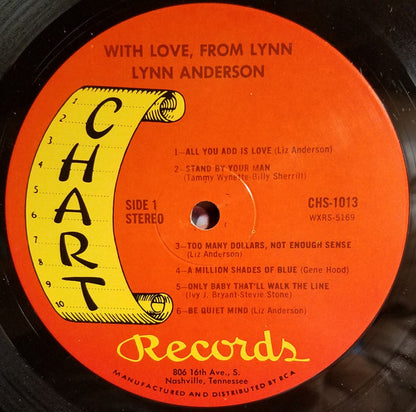 WITH LOVE, FROM LYNN
LYNN ANDERSON
1
2
3
4
5
6
7
8
9
10
CHART
1—ALL YOU ADD IS LOVE (Liz Anderson)
2—STAND BY YOUR MAN
(Tammy Wynette-Billy Sherrill)
SIDE 1
STEREO
CHS-1013
WXRS-5169
3—TOO MANY DOLLARS, NOT ENOUGH SENSE
(Liz Anderson)
4—A MILLION SHADES OF BLUE (Gene Hood)
5—ONLY BABY THAT'LL WALK THE LINE
(Ivy J. Bryant-Stevie Stone)
6—BE QUIET MIND (Liz Anderson)
Records
806 16th Ave., S.
Nashville, Tennessee
MANUFACTURED AND DISTRIBUTED BY RCA